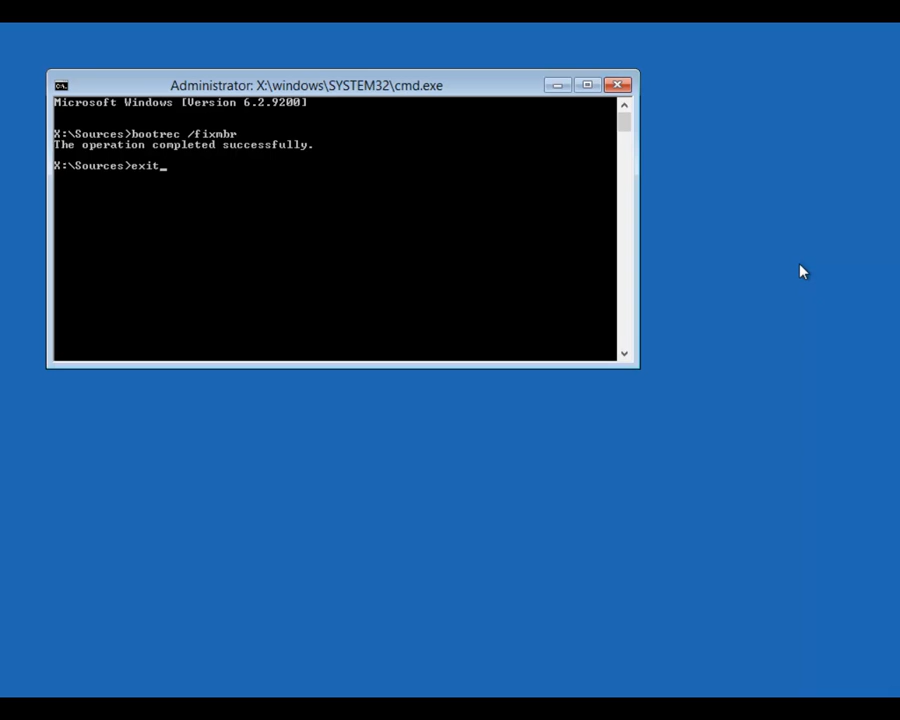 Administrator: X:\windows\SYSTEM32\cmd.exe
Microsoft Windows [Version 6.2.9200]
X:\Sources>bootrec /fixmbr
The operation completed successfully.
X:\Sources>exit_